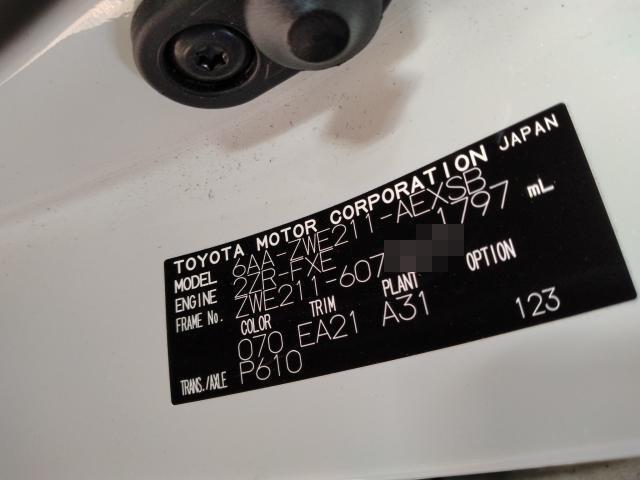 TOYOTA MOTOR CORPORATION JAPAN
MODEL 6AA-ZWE211-AEXSB
ENGINE 2ZR-FXE 1797 mL
FRAME No. ZWE211-607
COLOR TRIM PLANT OPTION
070 EA21 A31 123
TRANS./AXLE P610